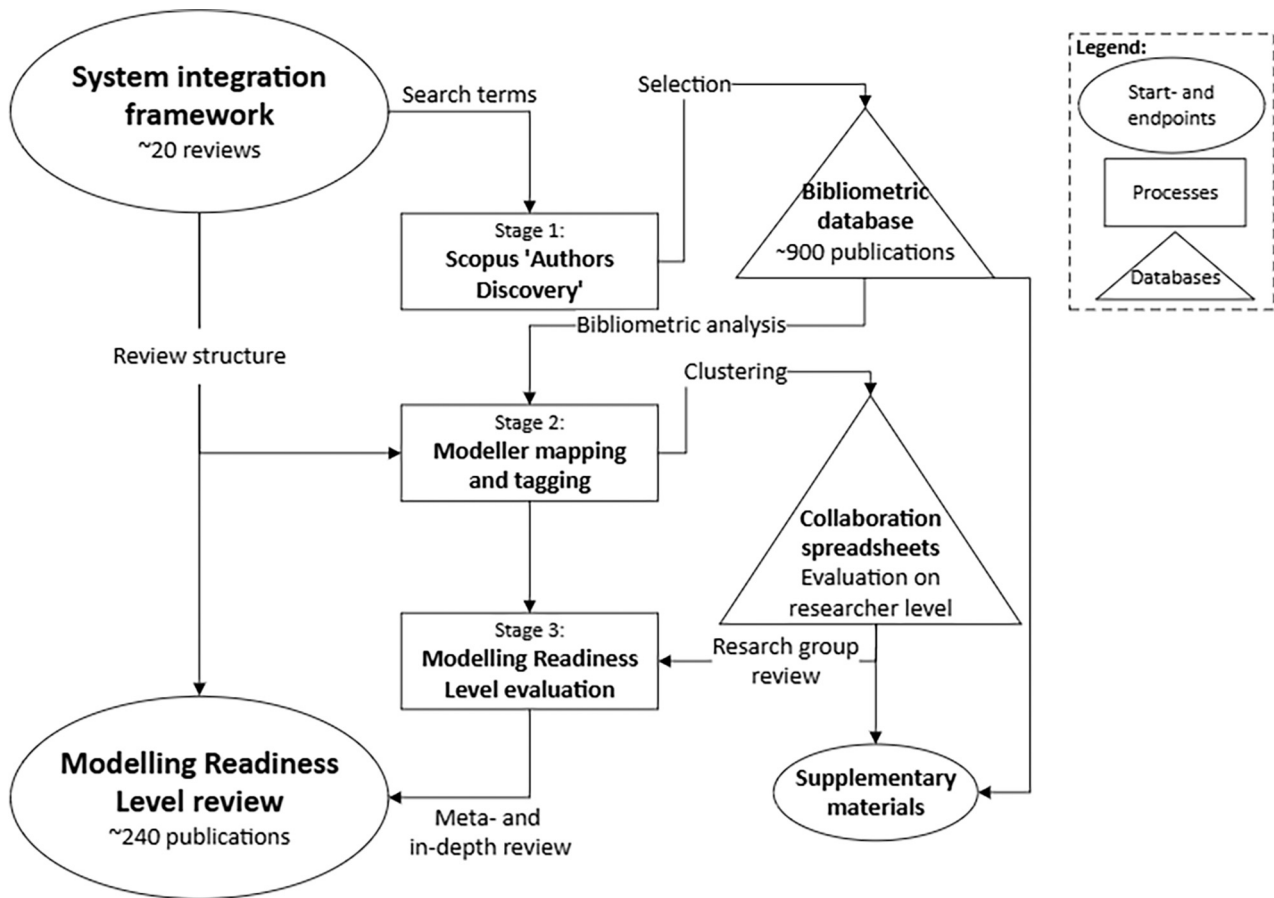 System integration
framework
~20 reviews
Search terms
Selection
Legend:
Start- and
endpoints
Processes
Databases
Stage 1:
Scopus 'Authors
Discovery'
Bibliometric
database
~900 publications
Bibliometric analysis
Review structure
Clustering
Stage 2:
Modeller mapping
and tagging
Collaboration
spreadsheets
Evaluation on
researcher level
Stage 3:
Modelling Readiness
Level evaluation
Resarch group
review
Modelling Readiness
Level review
~240 publications
Meta- and
in-depth review
Supplementary
materials